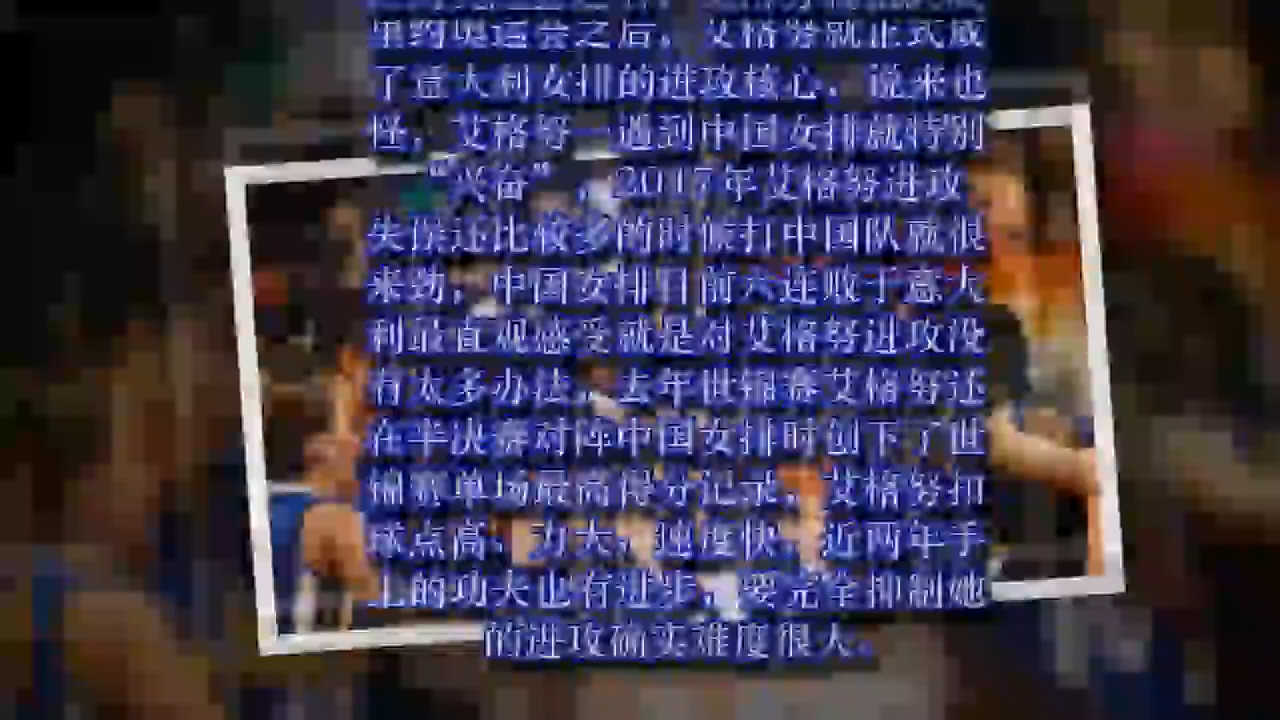 里约奥运会之后，艾格努就正式成
了意大利女排的进攻核心，说来也
怪，艾格努一遇到中国女排就特别
“兴奋”，2017年艾格努进攻
失误还比较多的时候打中国队就很
来劲，中国女排目前六连败于意大
利最直观感受就是对艾格努进攻没
有太多办法，去年世锦赛艾格努还
在半决赛对阵中国女排时创下了世
锦赛单场最高得分记录，艾格努扣
球点高，力大，速度快，近两年手
上的功夫也有进步，要完全抑制她
的进攻确实难度很大。